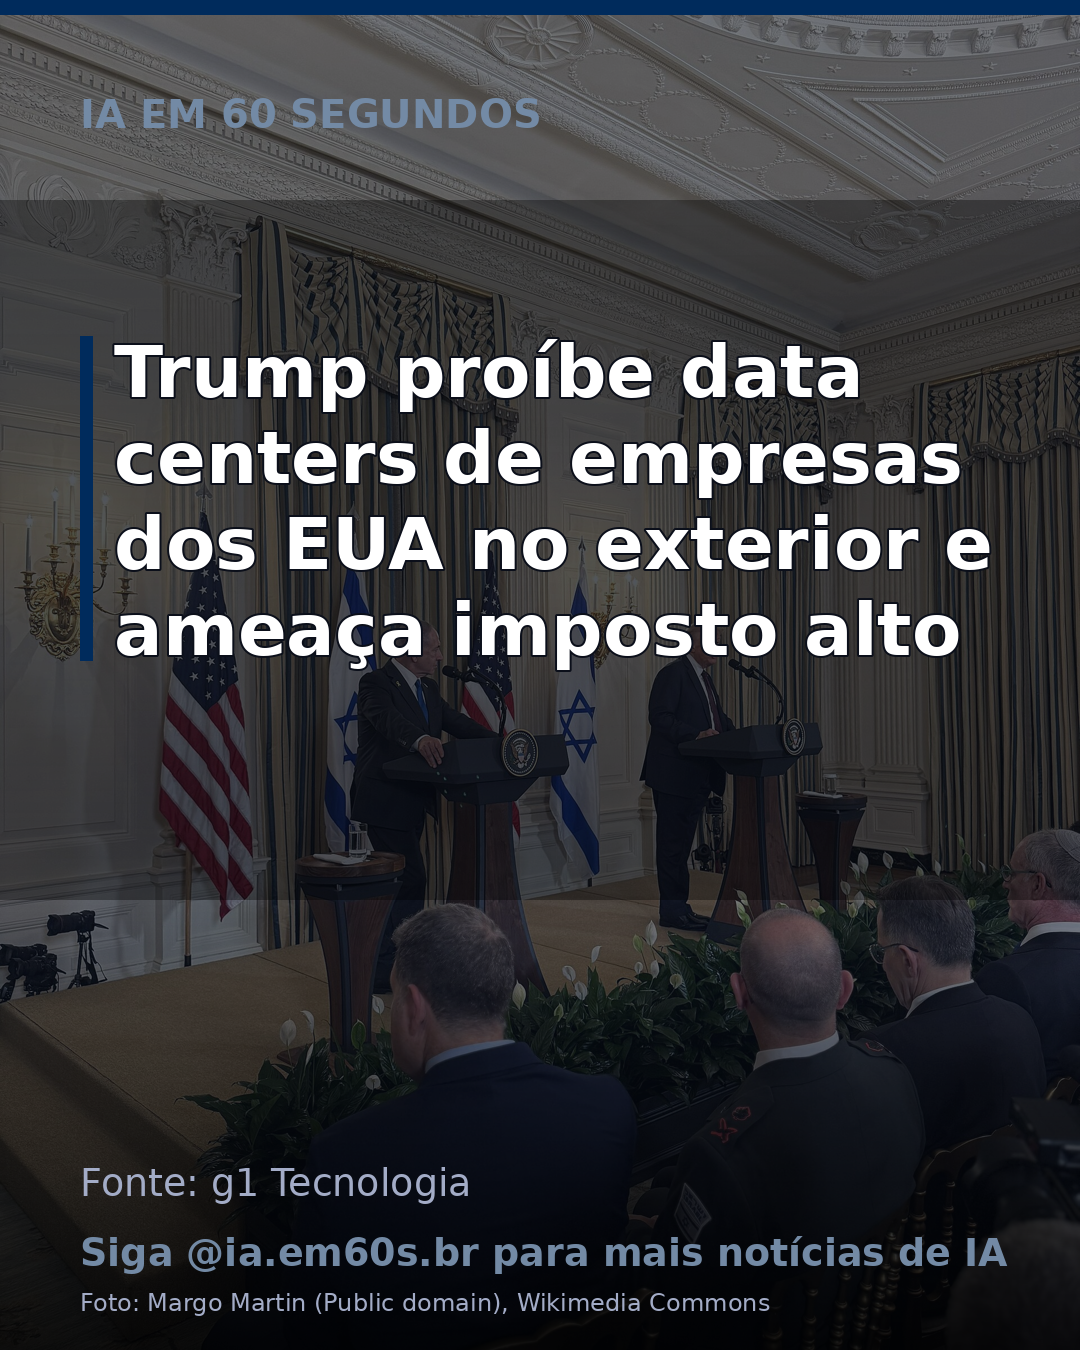 IA EM 60 SEGUNDOS
Trump proíbe data
centers de empresas
dos EUA no exterior e
ameaça imposto alto
Fonte: g1 Tecnologia
Siga @ia.em60s.br para mais notícias de IA
Foto: Margo Martin (Public domain), Wikimedia Commons